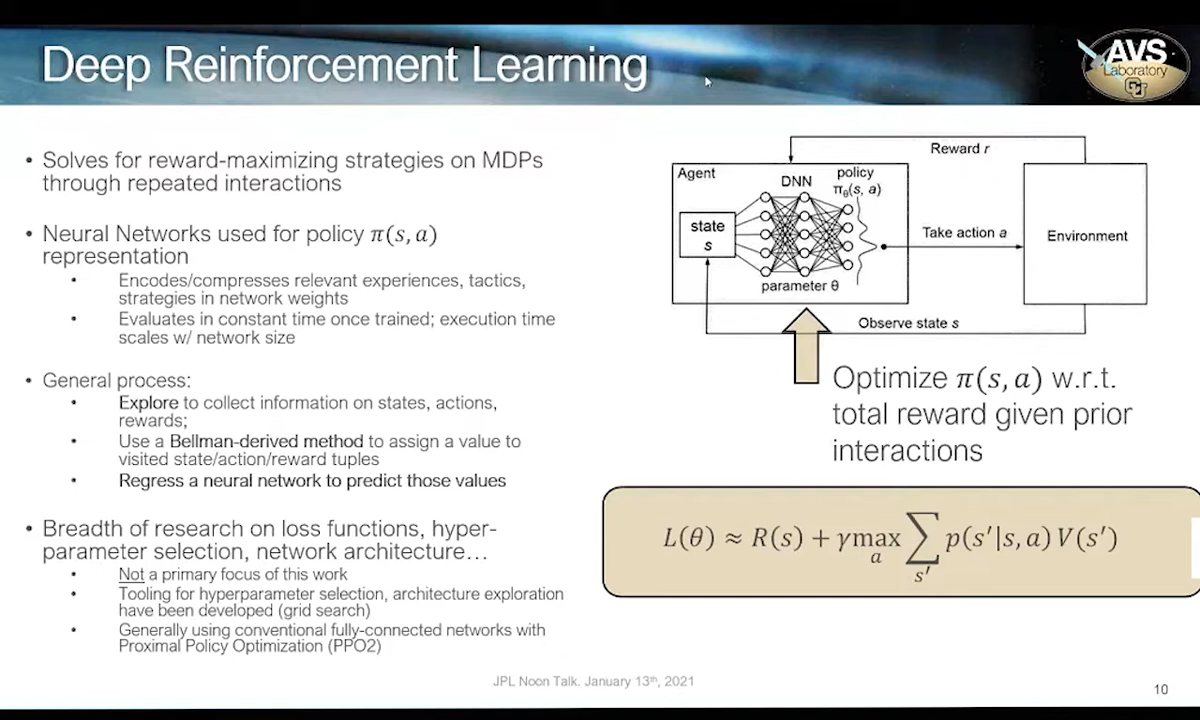 Deep Reinforcement Learning
AVS
Laboratory
• Solves for reward-maximizing strategies on MDPs
through repeated interactions
• Neural Networks used for policy π(s, a)
representation
• Encodes/compresses relevant experiences, tactics,
strategies in network weights
• Evaluates in constant time once trained; execution time
scales w/ network size
• General process:
• Explore to collect information on states, actions,
rewards;
• Use a Bellman-derived method to assign a value to
visited state/action/reward tuples
• Regress a neural network to predict those values
• Breadth of research on loss functions, hyper-
parameter selection, network architecture…
• Not a primary focus of this work
• Tooling for hyperparameter selection, architecture exploration
have been developed (grid search)
• Generally using conventional fully-connected networks with
Proximal Policy Optimization (PPO2)
Reward r
Agent
DNN
policy
πθ(s, a)
state
s
Take action a
Environment
parameter θ
Observe state s
Optimize π(s, a) w.r.t.
total reward given prior
interactions
L(θ) ≈ R(s) + γ max_a ∑_{s'} p(s'|s, a) V(s')
JPL Noon Talk. January 13th, 2021
10